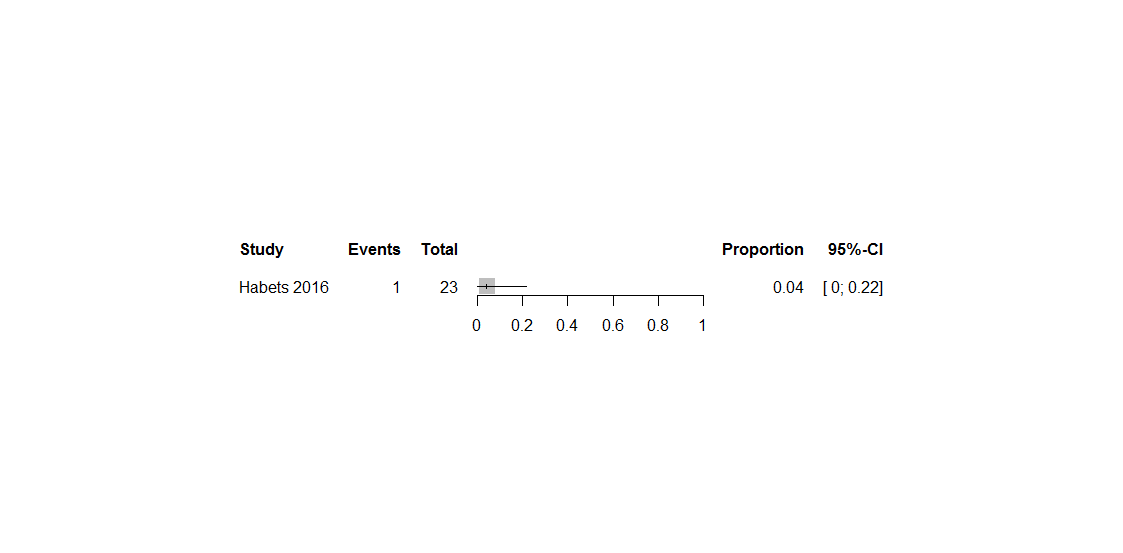 Study Events Total Proportion 95%-CI
Habets 2016 1 23 0.04 [ 0; 0.22]
0 0.2 0.4 0.6 0.8 1